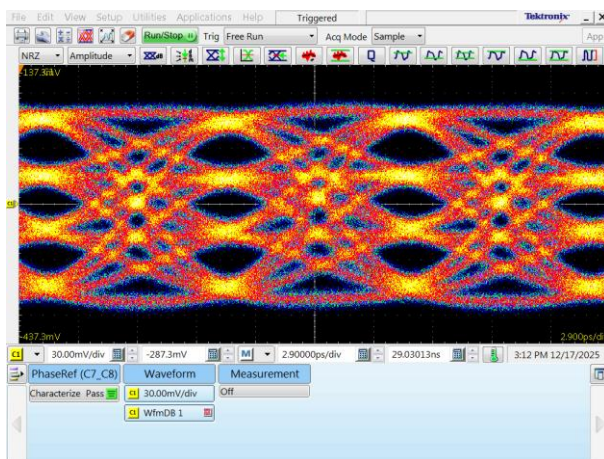 File Edit View Setup Utilities Applications Help Triggered Tektronix
Run/Stop Trig Free Run Acq Mode Sample App
NRZ Amplitude
-137.3mV
C1
-437.3mV 2.900ps/div
C1 30.00mV/div -287.3mV M 2.90000ps/div 29.03013ns 3:12 PM 12/17/2025
PhaseRef (C7_C8) Waveform Measurement
Characterize Pass C1 30.00mV/div Off
C1 WfmDB 1